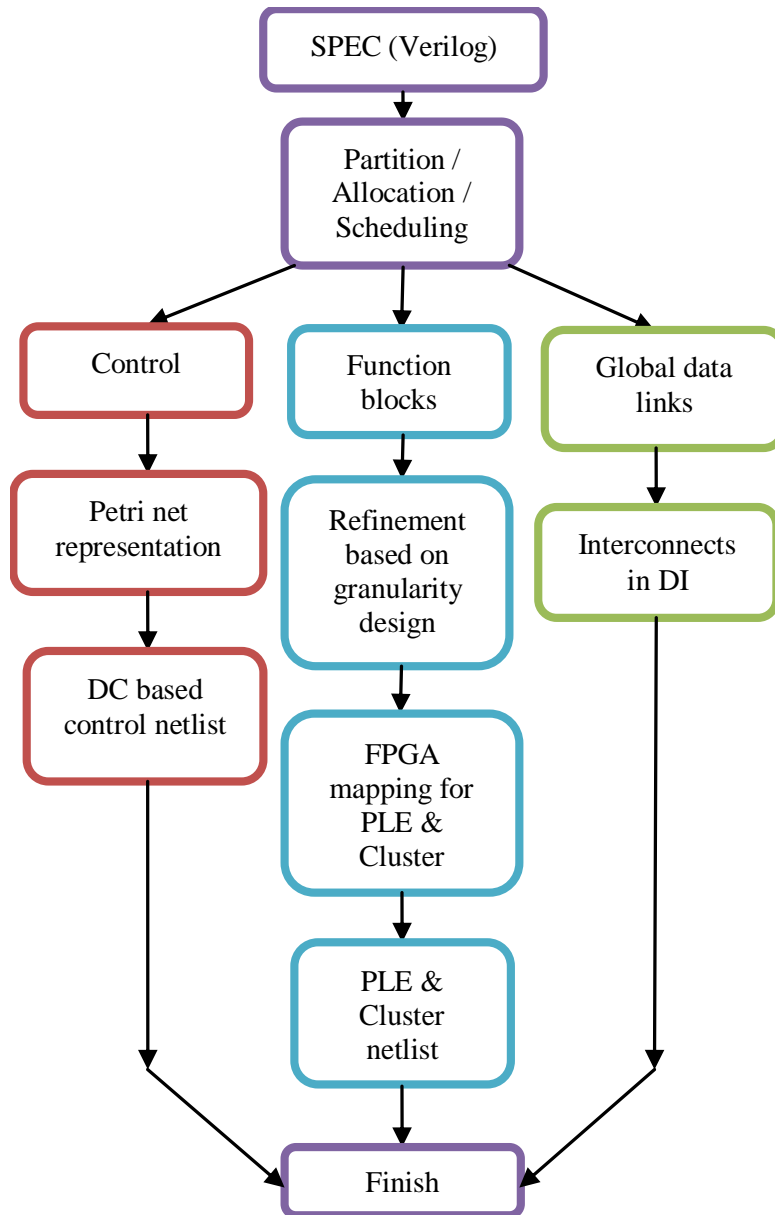 SPEC (Verilog)
Partition /
Allocation /
Scheduling
Control
Function
blocks
Global data
links
Petri net
representation
Refinement
based on
granularity
design
Interconnects
in DI
DC based
control netlist
FPGA
mapping for
PLE &
Cluster
PLE &
Cluster
netlist
Finish